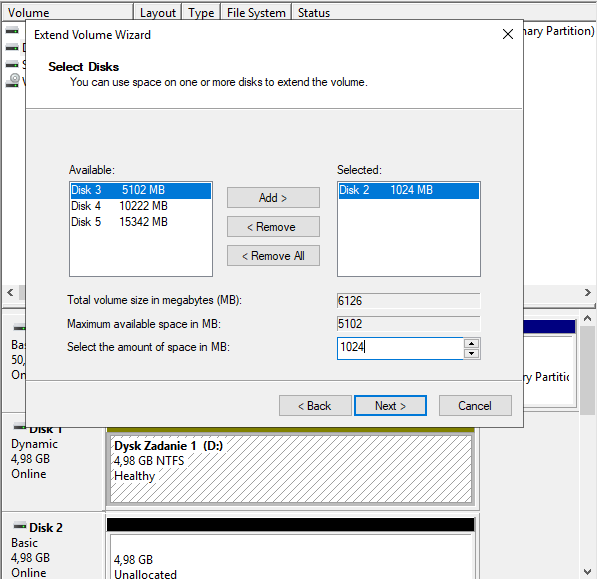 Volume Layout Type File System Status
nary Partition)
Extend Volume Wizard
Select Disks
You can use space on one or more disks to extend the volume.
Available: Selected:
Disk 3 5102 MB
Disk 4 10222 MB
Disk 5 15342 MB
Add >
< Remove
< Remove All
Disk 2 1024 MB
Total volume size in megabytes (MB): 6126
Maximum available space in MB: 5102
Select the amount of space in MB: 1024
< Back Next > Cancel
Bas
50,
On
ry Partitic
Disk 1
Dynamic
4,98 GB
Online
Dysk Zadanie 1 (D:)
4,98 GB NTFS
Healthy
Disk 2
Basic
4,98 GB
Online
4,98 GB
Unallocated